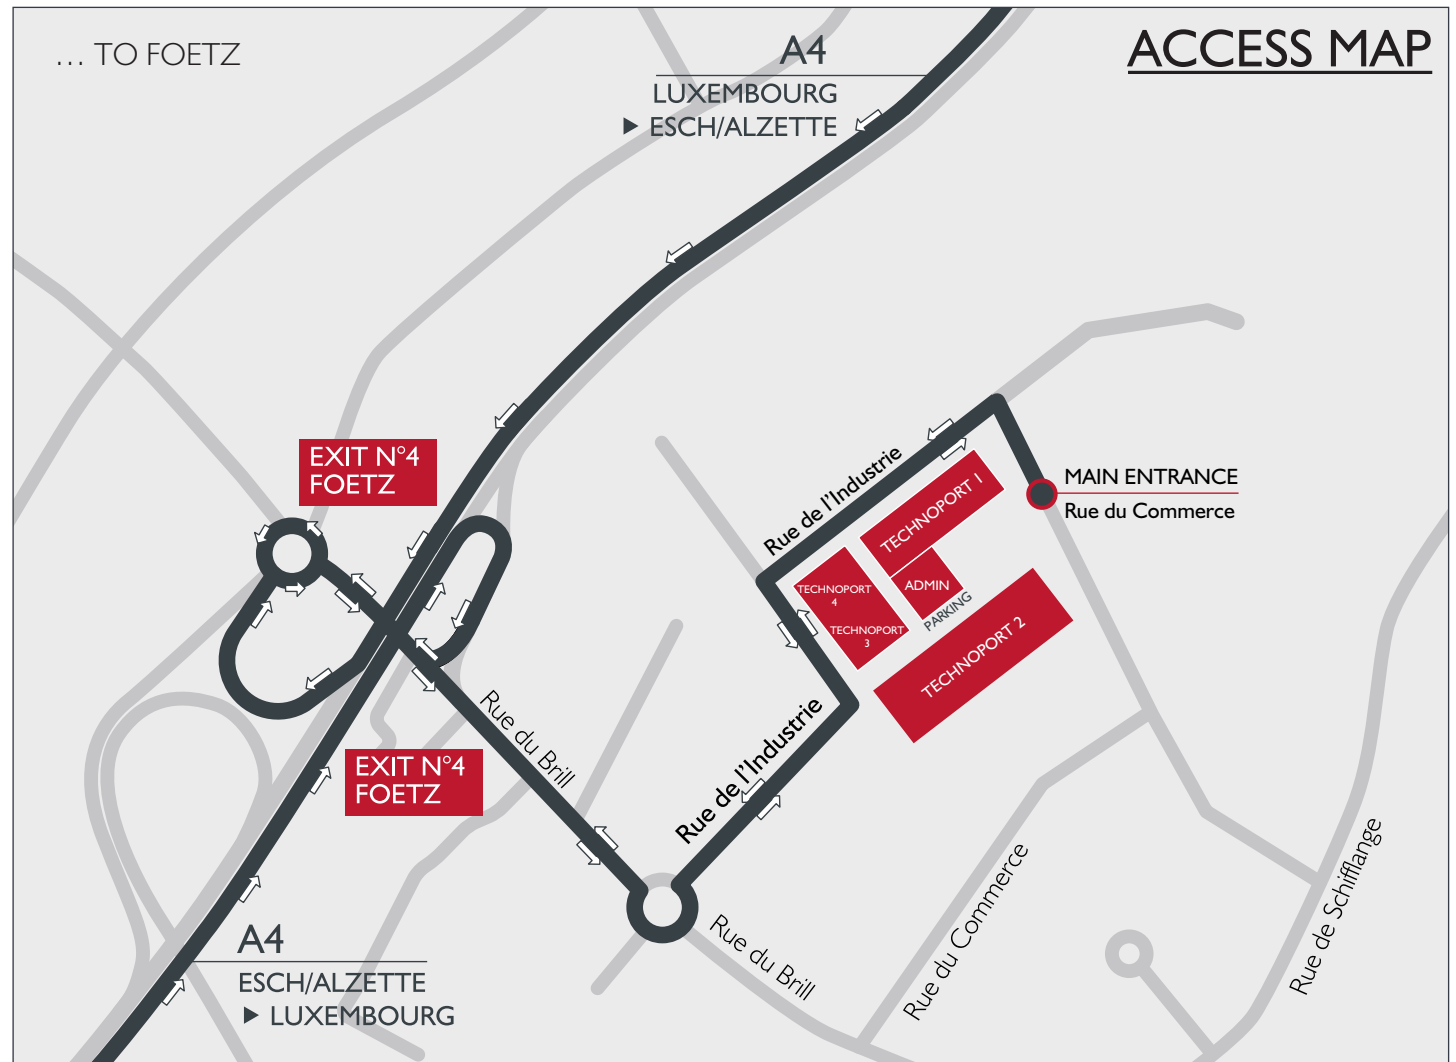 … TO FOETZ
ACCESS MAP
A4
LUXEMBOURG
▶ ESCH/ALZETTE
EXIT N°4
FOETZ
Rue de l'Industrie
TECHNOPORT 1
MAIN ENTRANCE
Rue du Commerce
TECHNOPORT
4
ADMIN
PARKING
TECHNOPORT
3
TECHNOPORT 2
Rue du Brill
Rue de l'Industrie
EXIT N°4
FOETZ
Rue du Commerce
Rue de Schifflange
Rue du Brill
A4
ESCH/ALZETTE
▶ LUXEMBOURG